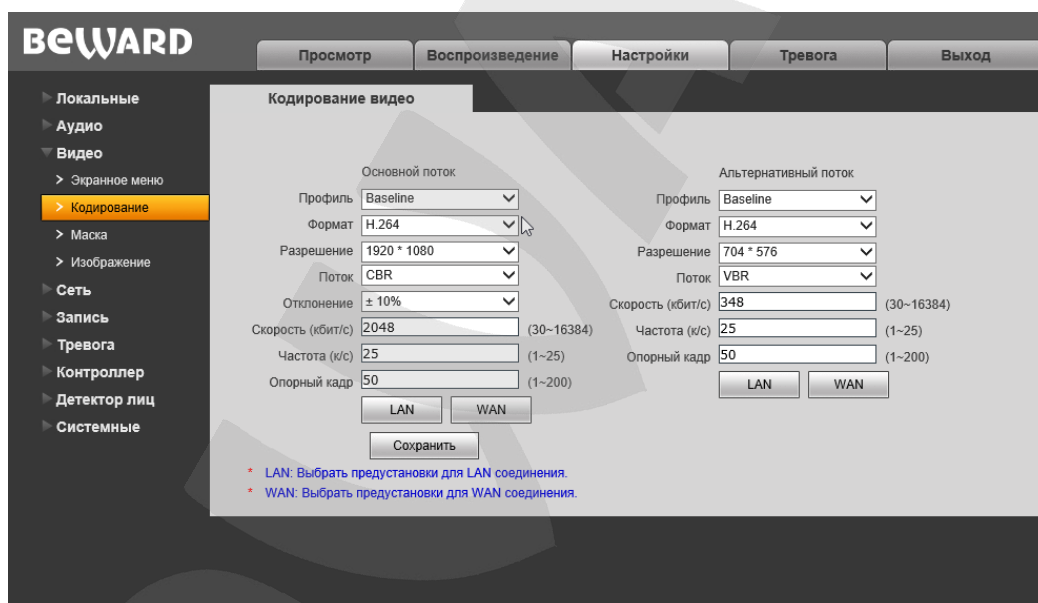 BEWARD
Просмотр Воспроизведение Настройки Тревога Выход
Локальные
Аудио
Видео
> Экранное меню
> Кодирование
> Маска
> Изображение
Сеть
Запись
Тревога
Контроллер
Детектор лиц
Системные
Кодирование видео
Основной поток
Профиль Baseline
Формат H.264
Разрешение 1920 * 1080
Поток CBR
Отклонение ± 10%
Скорость (кбит/с) 2048 (30~16384)
Частота (к/с) 25 (1~25)
Опорный кадр 50 (1~200)
LAN WAN
Сохранить
Альтернативный поток
Профиль Baseline
Формат H.264
Разрешение 704 * 576
Поток VBR
Скорость (кбит/с) 348 (30~16384)
Частота (к/с) 25 (1~25)
Опорный кадр 50 (1~200)
LAN WAN
* LAN: Выбрать предустановки для LAN соединения.
* WAN: Выбрать предустановки для WAN соединения.